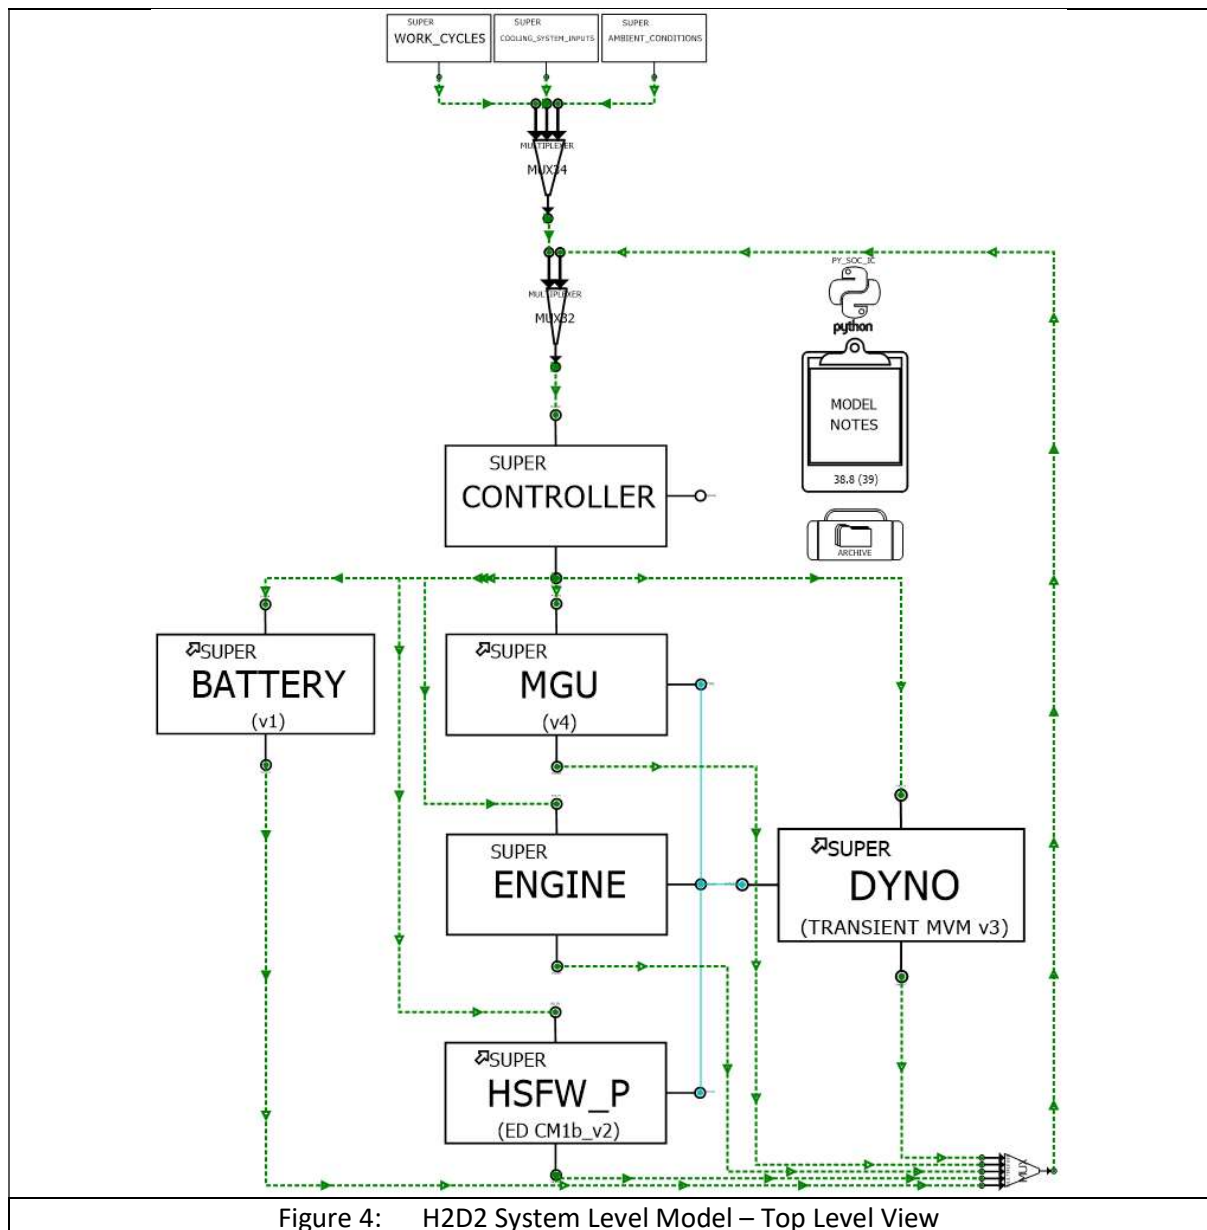 SUPER
WORK_CYCLES
SUPER
COOLING_SYSTEM_INPUTS
SUPER
AMBIENT_CONDITIONS
MULTIPLEXER
MUX34
MULTIPLEXER
MUX32
PY_SOC_IC
python
MODEL
NOTES
38.8 (39)
ARCHIVE
SUPER
CONTROLLER
SUPER
BATTERY
(v1)
SUPER
MGU
(v4)
SUPER
ENGINE
SUPER
DYNO
(TRANSIENT MVM v3)
SUPER
HSFW_P
(ED CM1b_v2)
MUX
Figure 4: H2D2 System Level Model – Top Level View